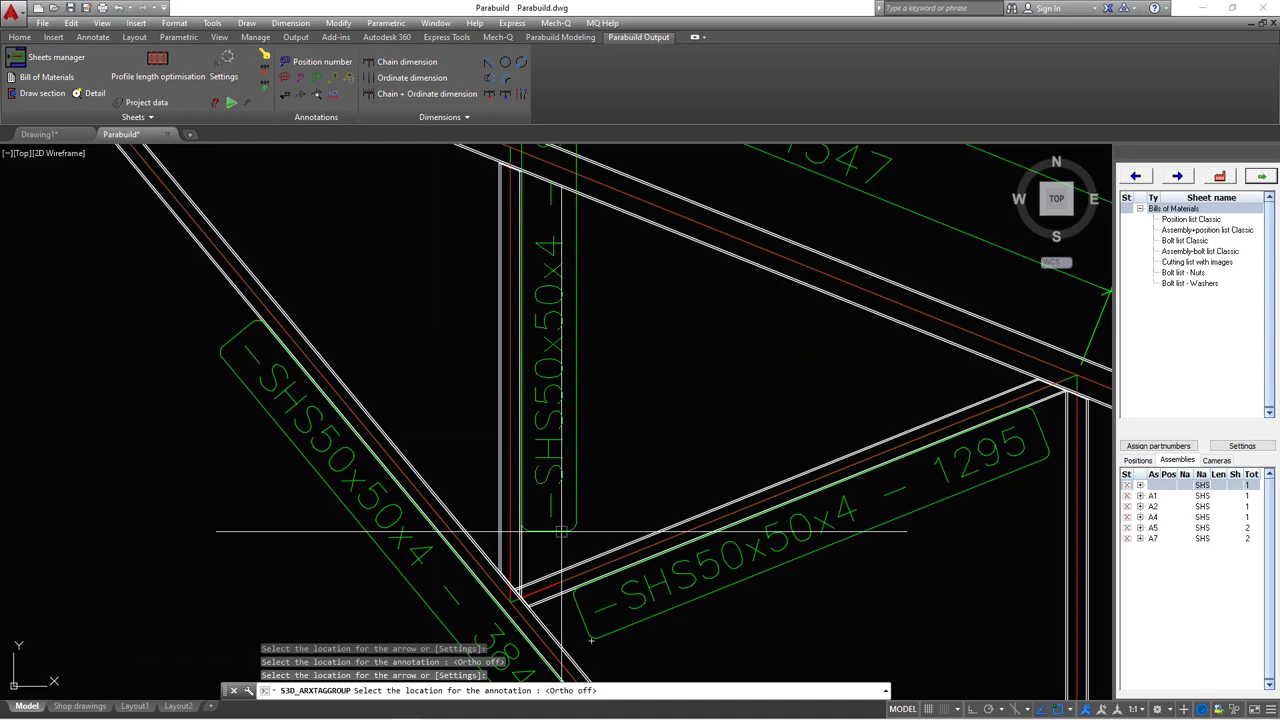 Parabuild  Parabuild.dwg
Type a keyword or phrase
Sign In
File Edit View Insert Format Tools Draw Dimension Modify Parametric Window Help Express Mech-Q MQ Help
Home Insert Annotate Layout Parametric View Manage Output Add-ins Autodesk 360 Express Tools Mech-Q Parabuild Modeling Parabuild Output
Sheets manager
Bill of Materials
Draw section Detail
Profile length optimisation
Settings
Project data
Sheets
Position number
Annotations
Chain dimension
Ordinate dimension
Chain + Ordinate dimension
Dimensions
Drawing1*
Parabuild*
[−][Top][2D Wireframe]
1347
N
W TOP E
S
WCS
−SHS50x50x4 −
−SHS50x50x4 − 384
−SHS50x50x4 − 1295
St Ty Sheet name
Bills of Materials
Position list Classic
Assembly+position list Classic
Bolt list Classic
Assembly-bolt list Classic
Cutting list with images
Bolt list - Nuts
Bolt list - Washers
Assign partnumbers Settings
Positions Assemblies Cameras
St As Pos Na Na Len Sh Tot
SHS 1
A1 SHS 1
A2 SHS 1
A4 SHS 1
A5 SHS 2
A7 SHS 2
Y
X
Select the location for the arrow or [Settings]:
Select the location for the annotation : <Ortho off>
Select the location for the arrow or [Settings]:
S3D_ARXTAGGROUP Select the location for the annotation : <Ortho off>
Model Shop drawings Layout1 Layout2 +
MODEL 1:1